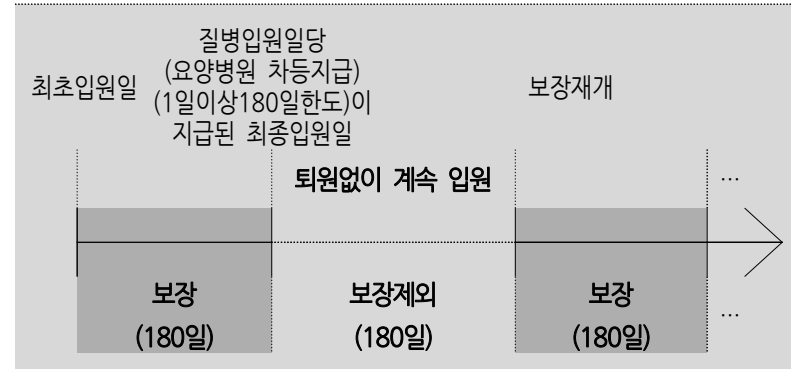 최초입원일
질병입원일당
(요양병원 차등지급)
(1일이상180일한도)이
지급된 최종입원일
보장재개
퇴원없이 계속 입원
…
보장
(180일)
보장제외
(180일)
보장
(180일)
…